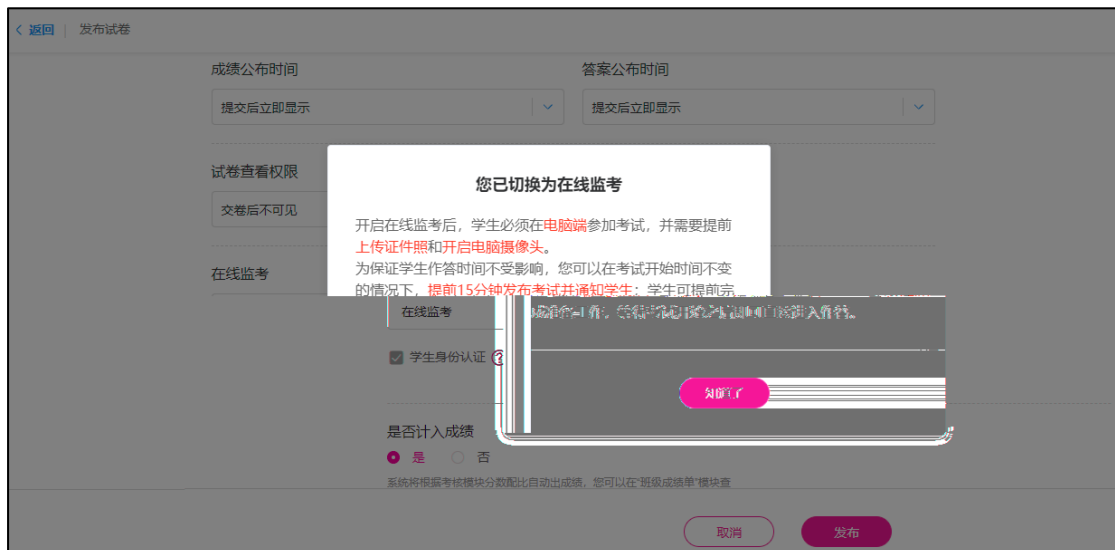 返回 | 发布试卷
成绩公布时间 答案公布时间
提交后立即显示 提交后立即显示
试卷查看权限
交卷后不可见
您已切换为在线监考
开启在线监考后，学生必须在电脑端参加考试，并需要提前
上传证件照和开启电脑摄像头。
为保证学生作答时间不受影响，您可以在考试开始时间不变
的情况下，提前15分钟发布考试并通知学生；学生可提前完
在线监考
在线监考
学生身份认证
知道了
是否计入成绩
是 否
系统将根据考核模块分数配比自动出成绩，您可以在"班级成绩单"模块查
取消 发布